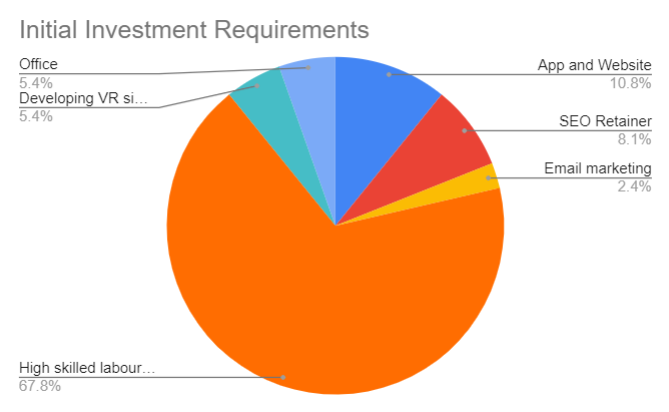 Initial Investment Requirements
Office
5.4%
Developing VR si…
5.4%
App and Website
10.8%
SEO Retainer
8.1%
Email marketing
2.4%
High skilled labour…
67.8%